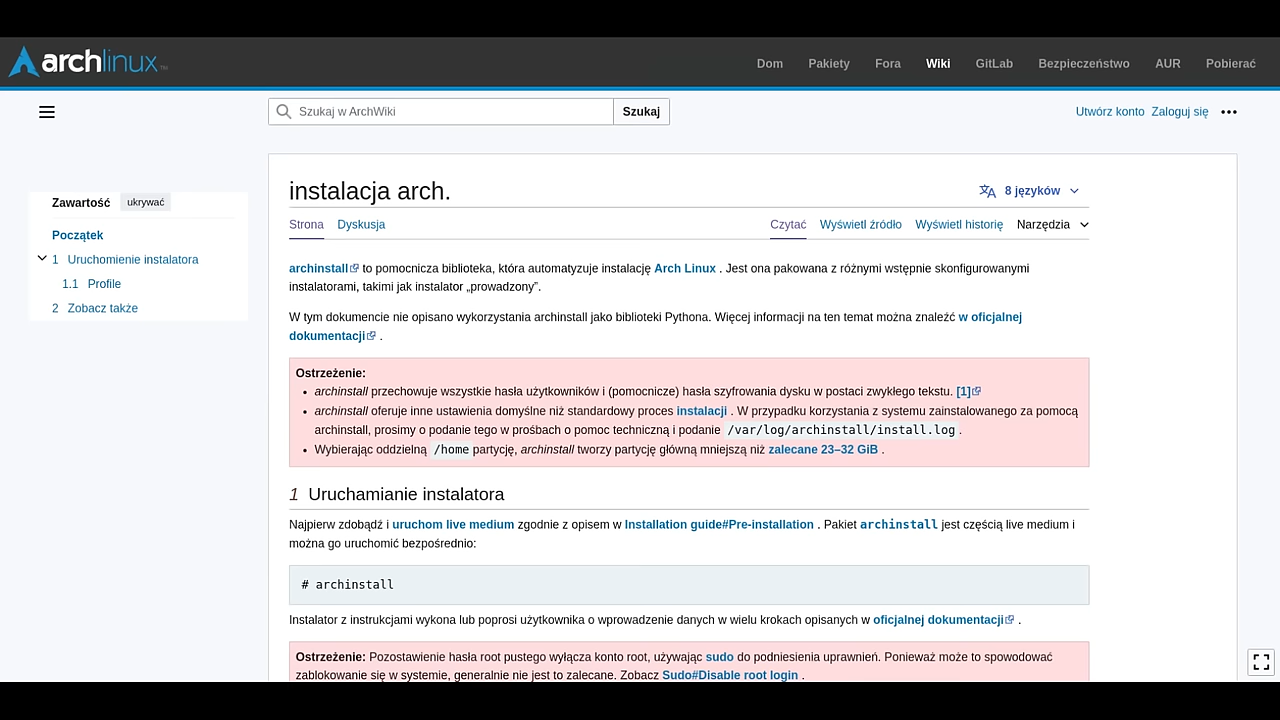 archlinux™
Dom Pakiety Fora Wiki GitLab Bezpieczeństwo AUR Pobierać
Szukaj w ArchWiki Szukaj
Utwórz konto Zaloguj się
Zawartość ukrywać
Początek
1 Uruchomienie instalatora
1.1 Profile
2 Zobacz także
instalacja arch.
8 języków
Strona Dyskusja Czytać Wyświetl źródło Wyświetl historię Narzędzia
archinstall to pomocnicza biblioteka, która automatyzuje instalację Arch Linux . Jest ona pakowana z różnymi wstępnie skonfigurowanymi
instalatorami, takimi jak instalator „prowadzony”.
W tym dokumencie nie opisano wykorzystania archinstall jako biblioteki Pythona. Więcej informacji na ten temat można znaleźć w oficjalnej
dokumentacji .
Ostrzeżenie:
• archinstall przechowuje wszystkie hasła użytkowników i (pomocnicze) hasła szyfrowania dysku w postaci zwykłego tekstu. [1]
• archinstall oferuje inne ustawienia domyślne niż standardowy proces instalacji . W przypadku korzystania z systemu zainstalowanego za pomocą
archinstall, prosimy o podanie tego w prośbach o pomoc techniczną i podanie /var/log/archinstall/install.log .
• Wybierając oddzielną /home partycję, archinstall tworzy partycję główną mniejszą niż zalecane 23–32 GiB .
1 Uruchamianie instalatora
Najpierw zdobądź i uruchom live medium zgodnie z opisem w Installation guide#Pre-installation . Pakiet archinstall jest częścią live medium i
można go uruchomić bezpośrednio:
# archinstall
Instalator z instrukcjami wykona lub poprosi użytkownika o wprowadzenie danych w wielu krokach opisanych w oficjalnej dokumentacji .
Ostrzeżenie: Pozostawienie hasła root pustego wyłącza konto root, używając sudo do podniesienia uprawnień. Ponieważ może to spowodować
zablokowanie się w systemie, generalnie nie jest to zalecane. Zobacz Sudo#Disable root login .